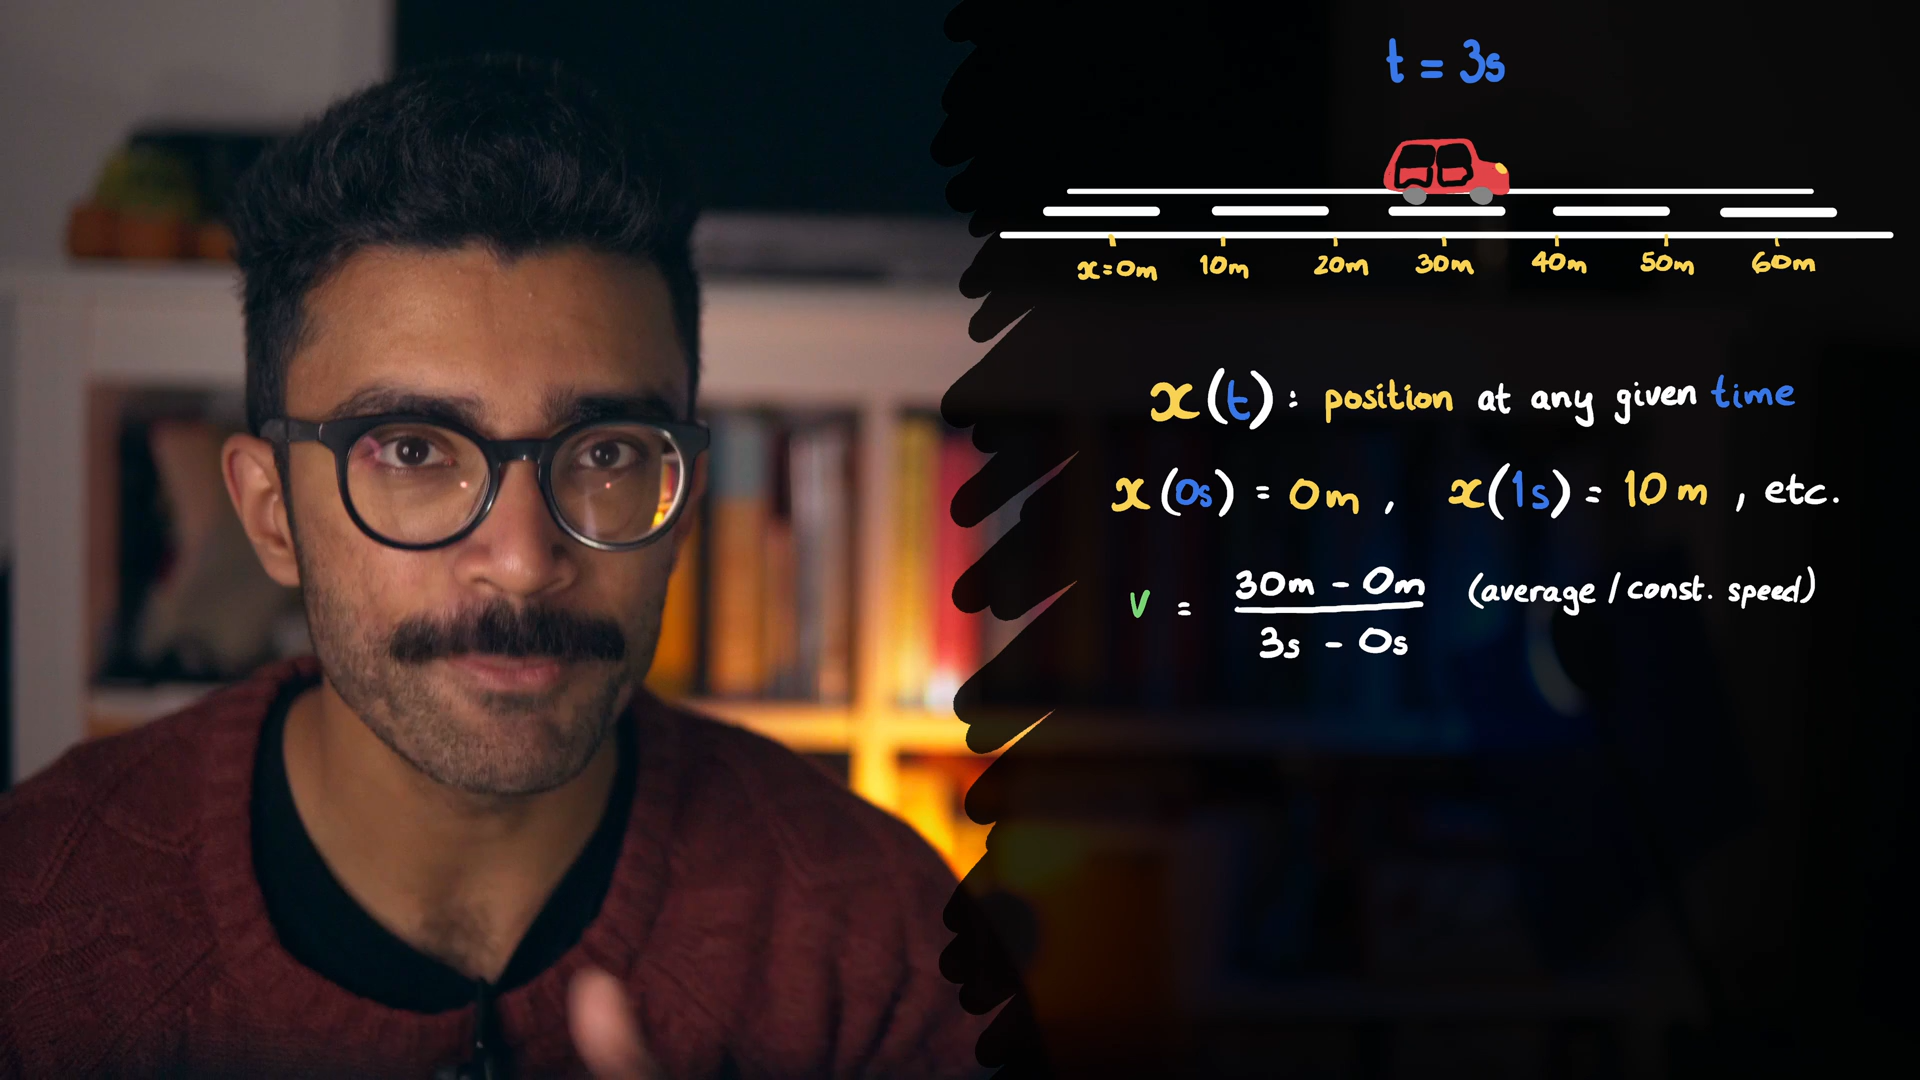 t = 3s
x=0m 10m 20m 30m 40m 50m 60m
x(t): position at any given time
x(0s) = 0m , x(1s) = 10m , etc.
v = 30m - 0m (average / const. speed)
3s - 0s